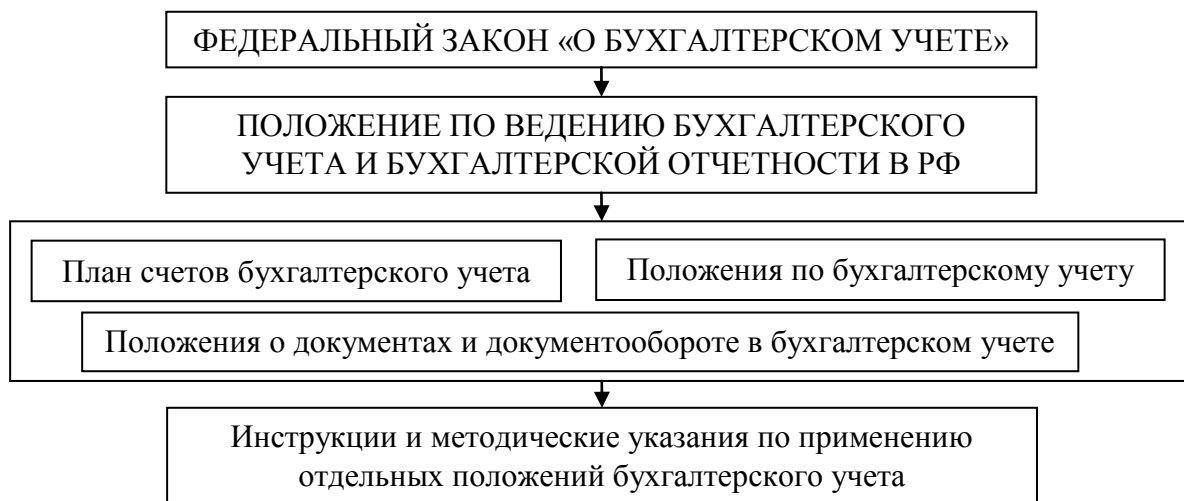 ФЕДЕРАЛЬНЫЙ ЗАКОН «О БУХГАЛТЕРСКОМ УЧЕТЕ»
ПОЛОЖЕНИЕ ПО ВЕДЕНИЮ БУХГАЛТЕРСКОГО
УЧЕТА И БУХГАЛТЕРСКОЙ ОТЧЕТНОСТИ В РФ
План счетов бухгалтерского учета
Положения по бухгалтерскому учету
Положения о документах и документообороте в бухгалтерском учете
Инструкции и методические указания по применению
отдельных положений бухгалтерского учета